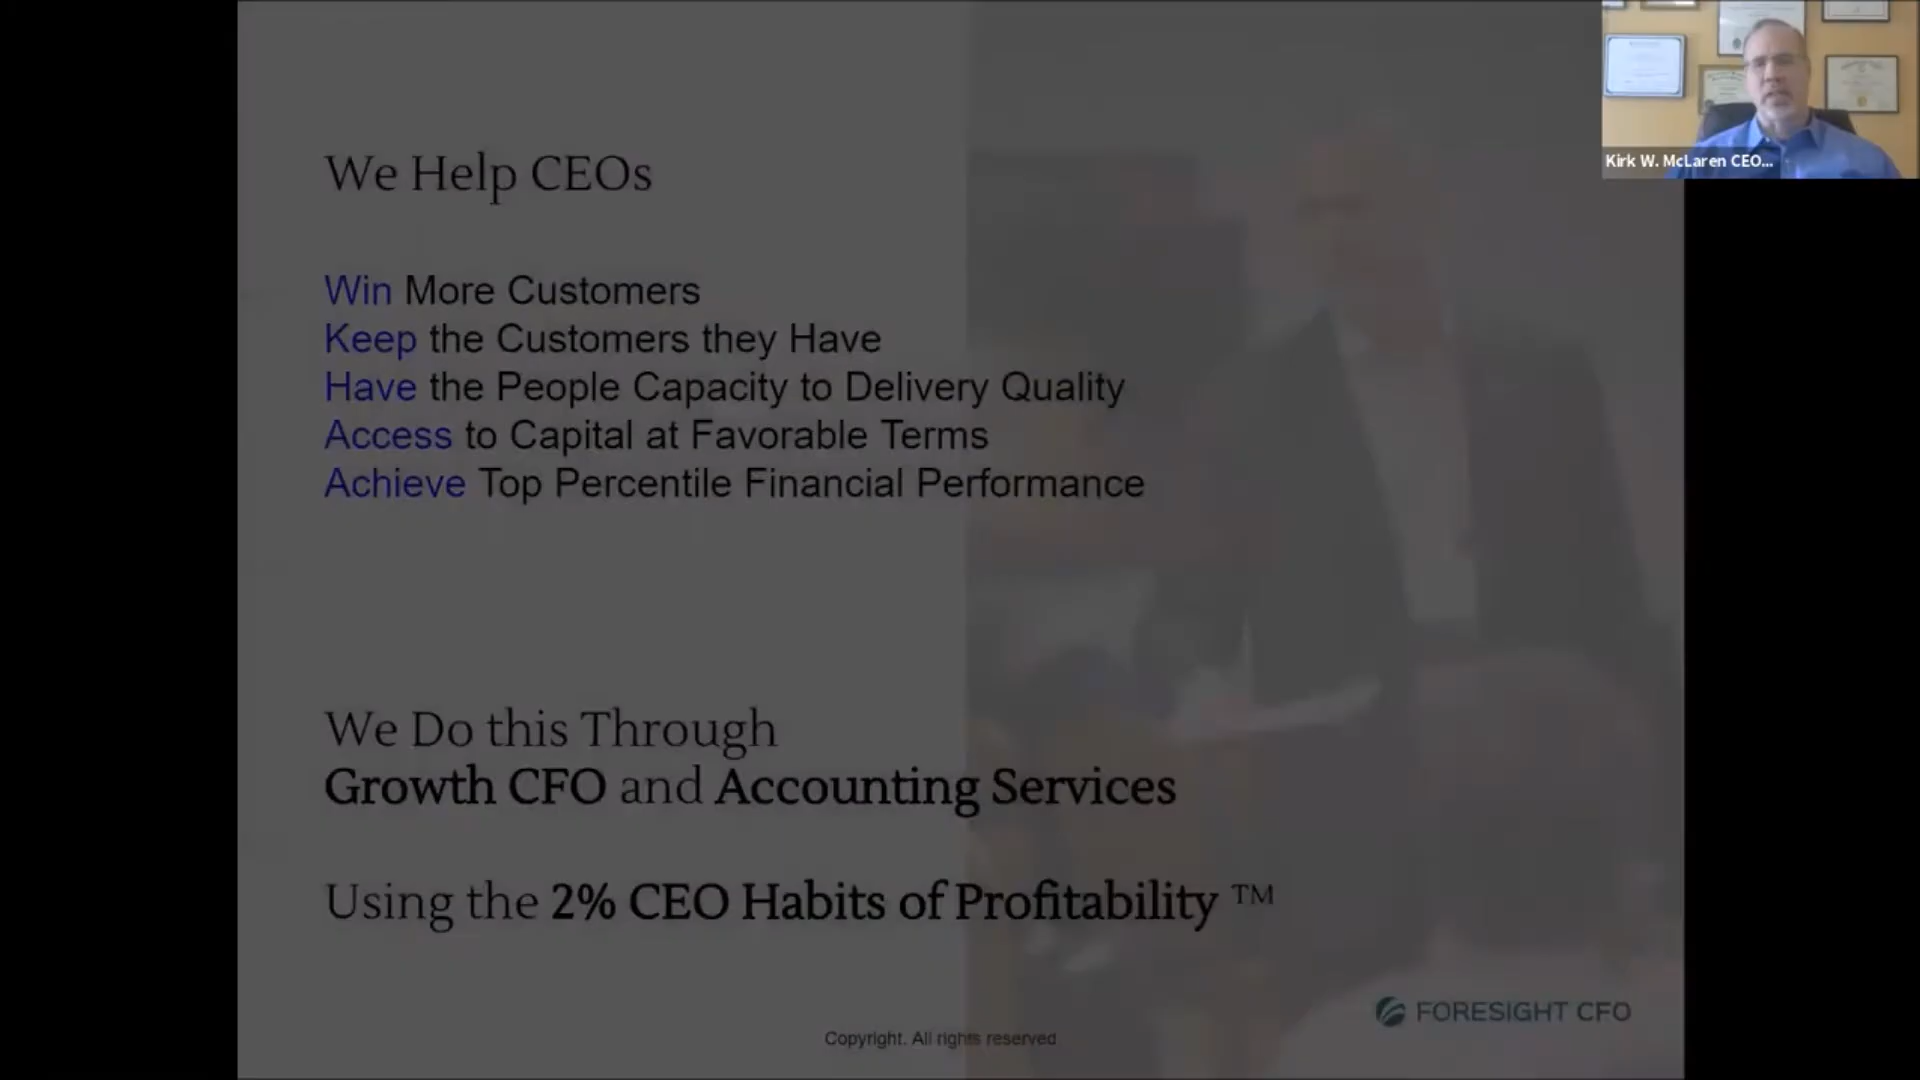 We Help CEOs
Win More Customers
Keep the Customers they Have
Have the People Capacity to Delivery Quality
Access to Capital at Favorable Terms
Achieve Top Percentile Financial Performance
We Do this Through
Growth CFO and Accounting Services
Using the 2% CEO Habits of Profitability ™
FORESIGHT CFO
Copyright. All rights reserved
Kirk W. McLaren CEO...